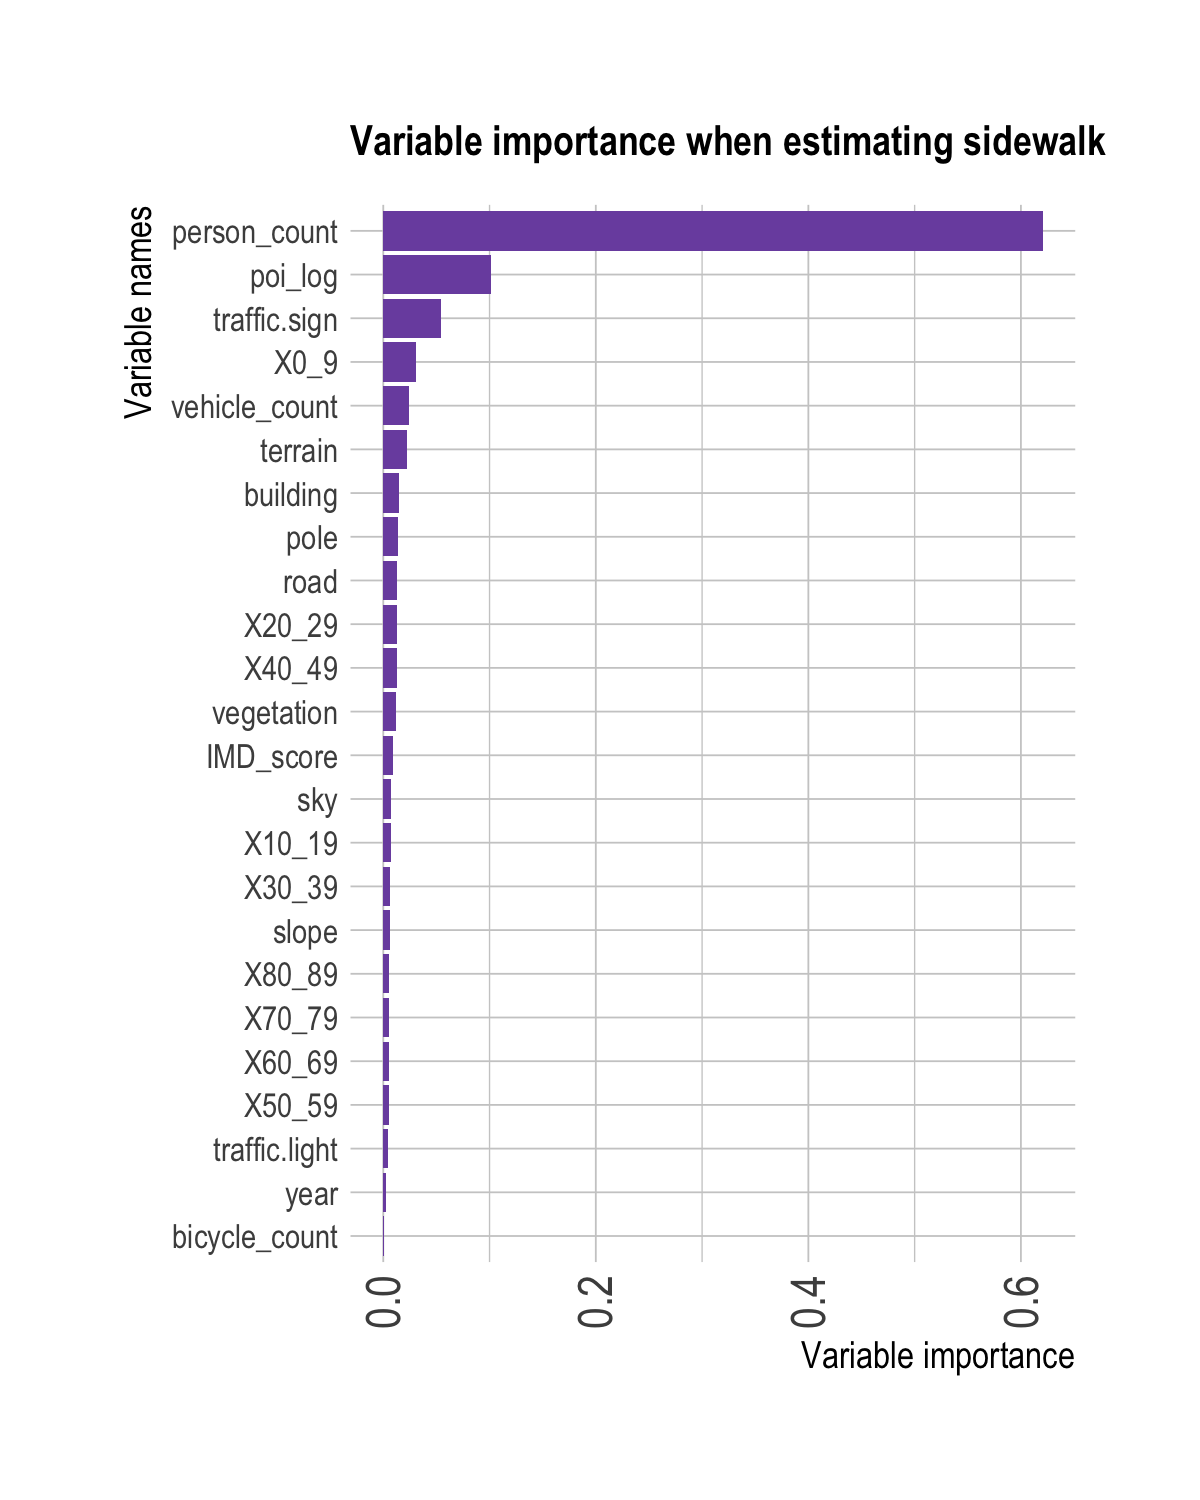 Variable importance when estimating sidewalk
Variable names
person_count
poi_log
traffic.sign
X0_9
vehicle_count
terrain
building
pole
road
X20_29
X40_49
vegetation
IMD_score
sky
X10_19
X30_39
slope
X80_89
X70_79
X60_69
X50_59
traffic.light
year
bicycle_count
0.0
0.2
0.4
0.6
Variable importance